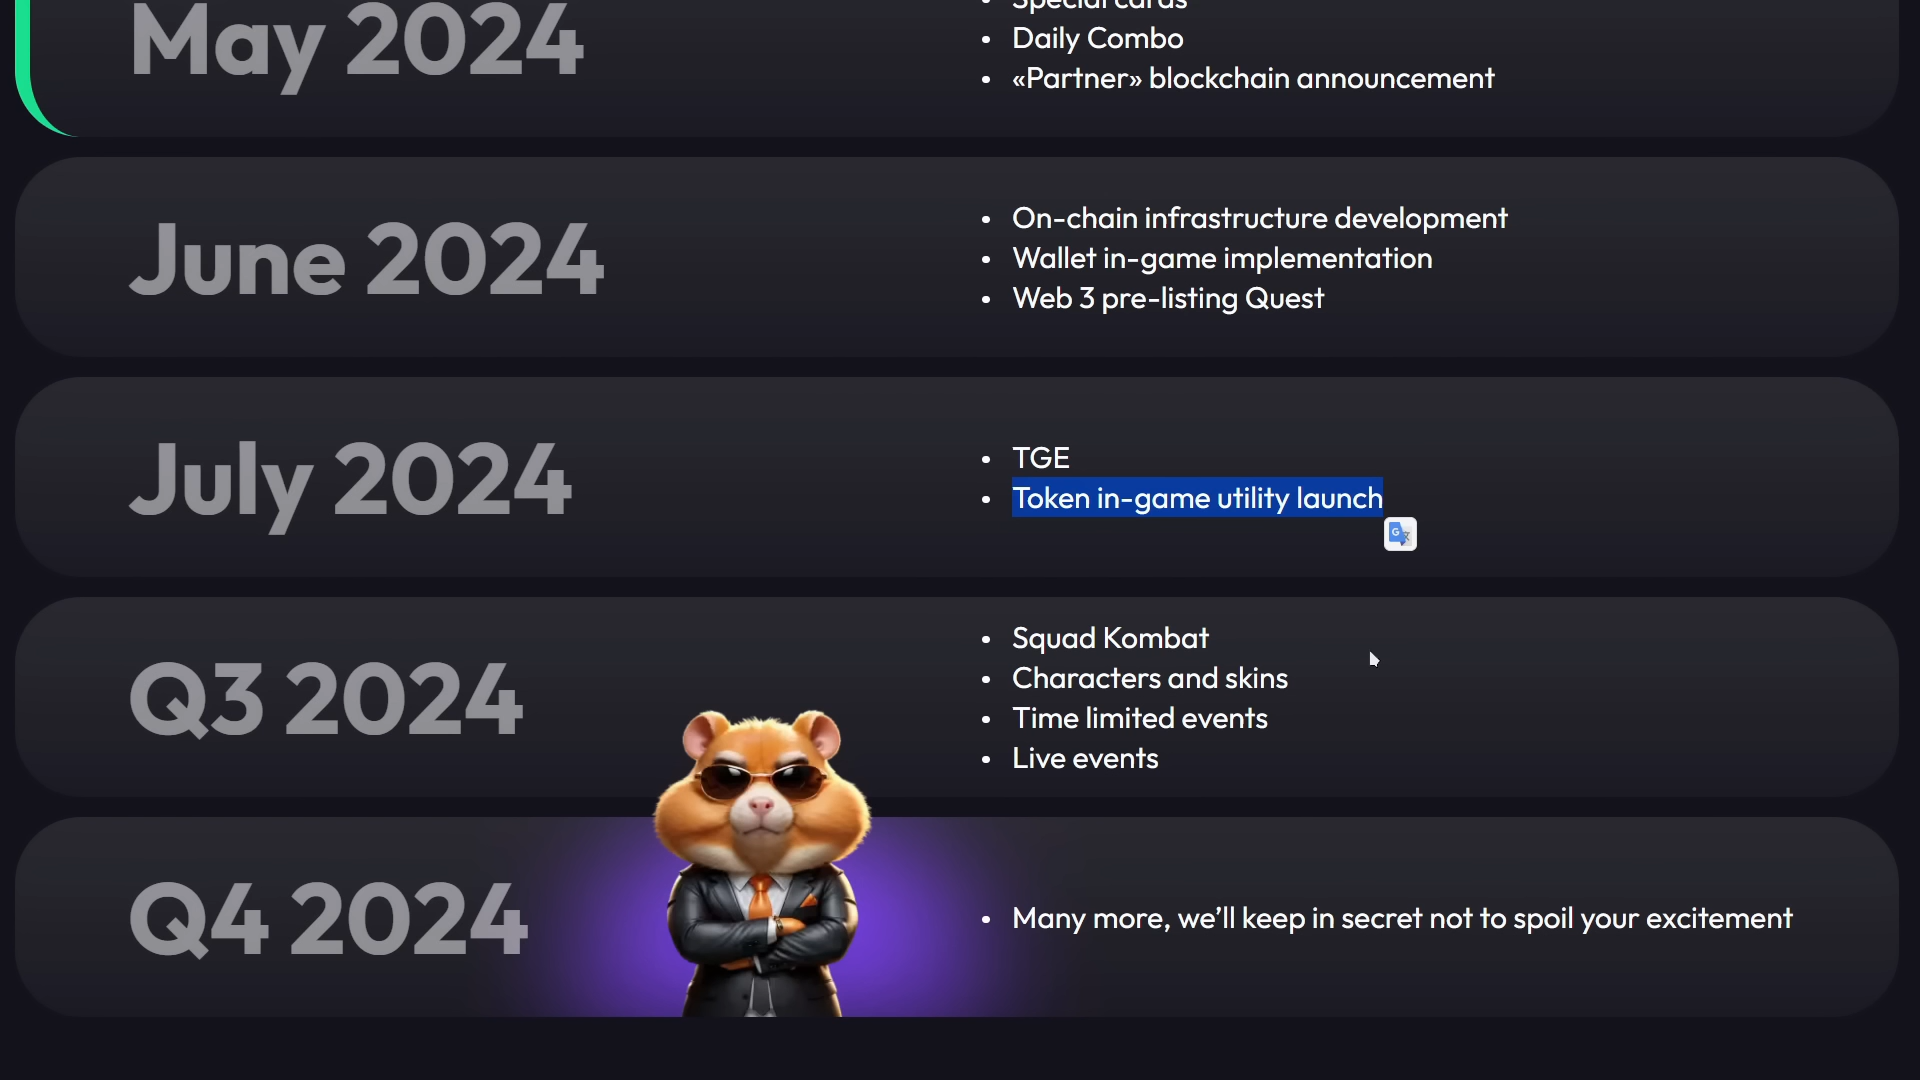 May 2024
• Special cards
• Daily Combo
• «Partner» blockchain announcement
June 2024
• On-chain infrastructure development
• Wallet in-game implementation
• Web 3 pre-listing Quest
July 2024
• TGE
• Token in-game utility launch
Q3 2024
• Squad Kombat
• Characters and skins
• Time limited events
• Live events
Q4 2024
• Many more, we’ll keep in secret not to spoil your excitement